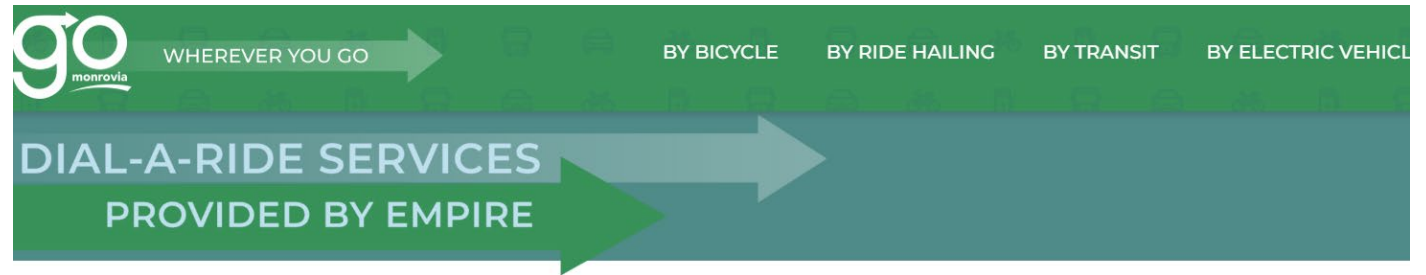 go
monrovia
WHEREVER YOU GO
BY BICYCLE
BY RIDE HAILING
BY TRANSIT
BY ELECTRIC VEHICL
DIAL-A-RIDE SERVICES
PROVIDED BY EMPIRE